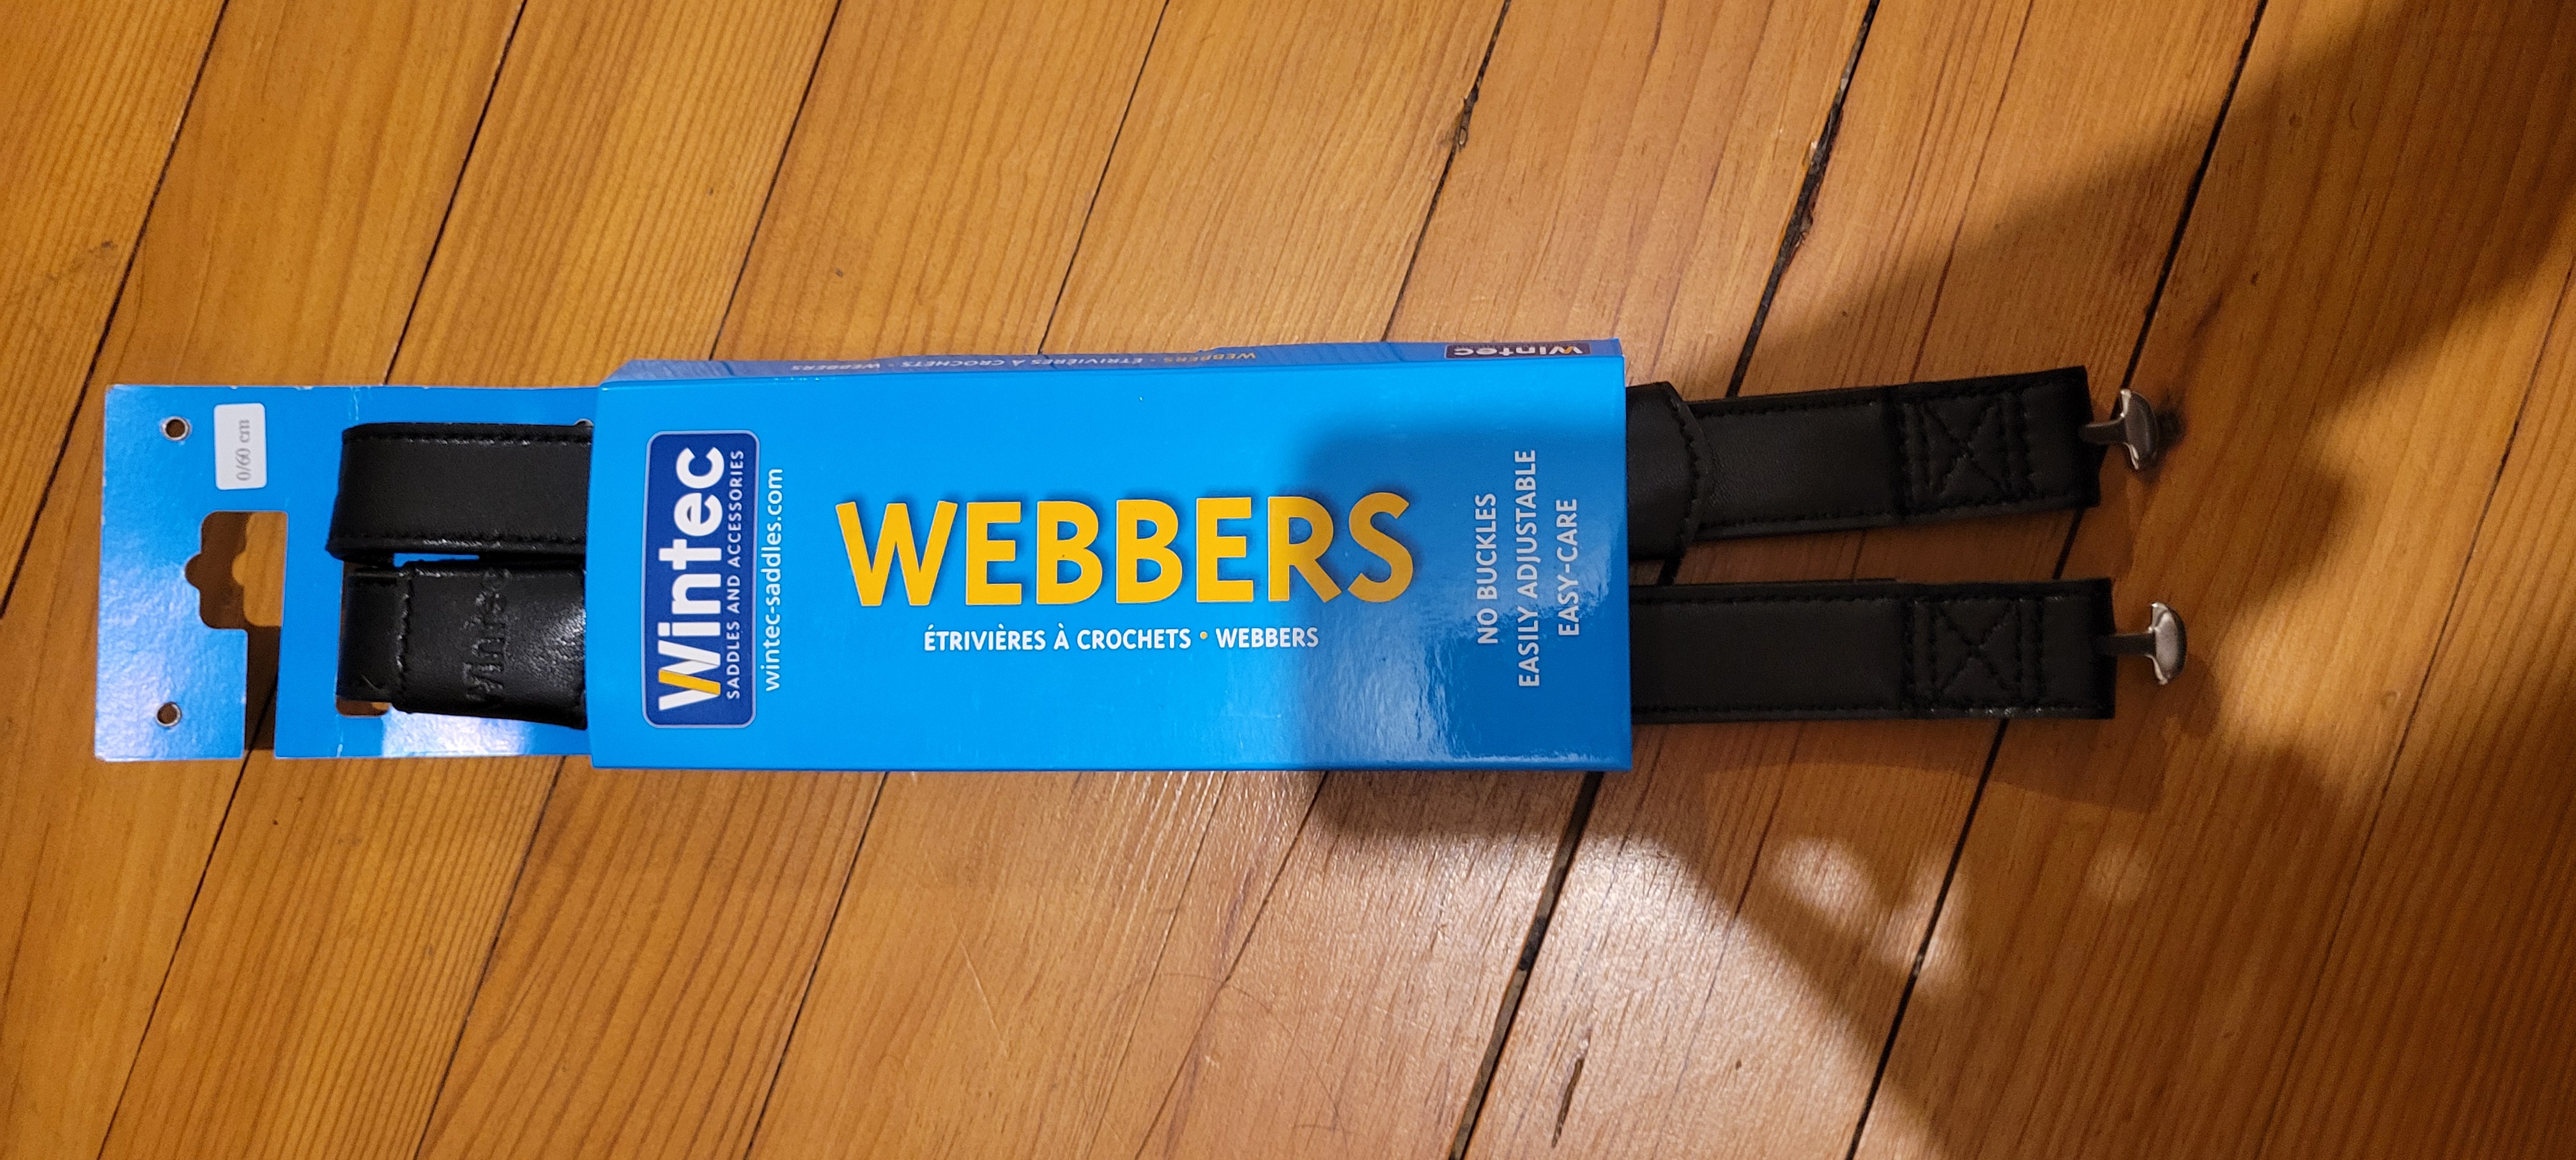 0/60 cm
Wintec
Wintec
SADDLES AND ACCESSORIES
wintec-saddles.com
WEBBERS
ÉTRIVIÈRES À CROCHETS • WEBBERS
NO BUCKLES
EASILY ADJUSTABLE
EASY-CARE
WEBBERS • ÉTRIVIÈRES À CROCHETS • WEBBERS
Wintec